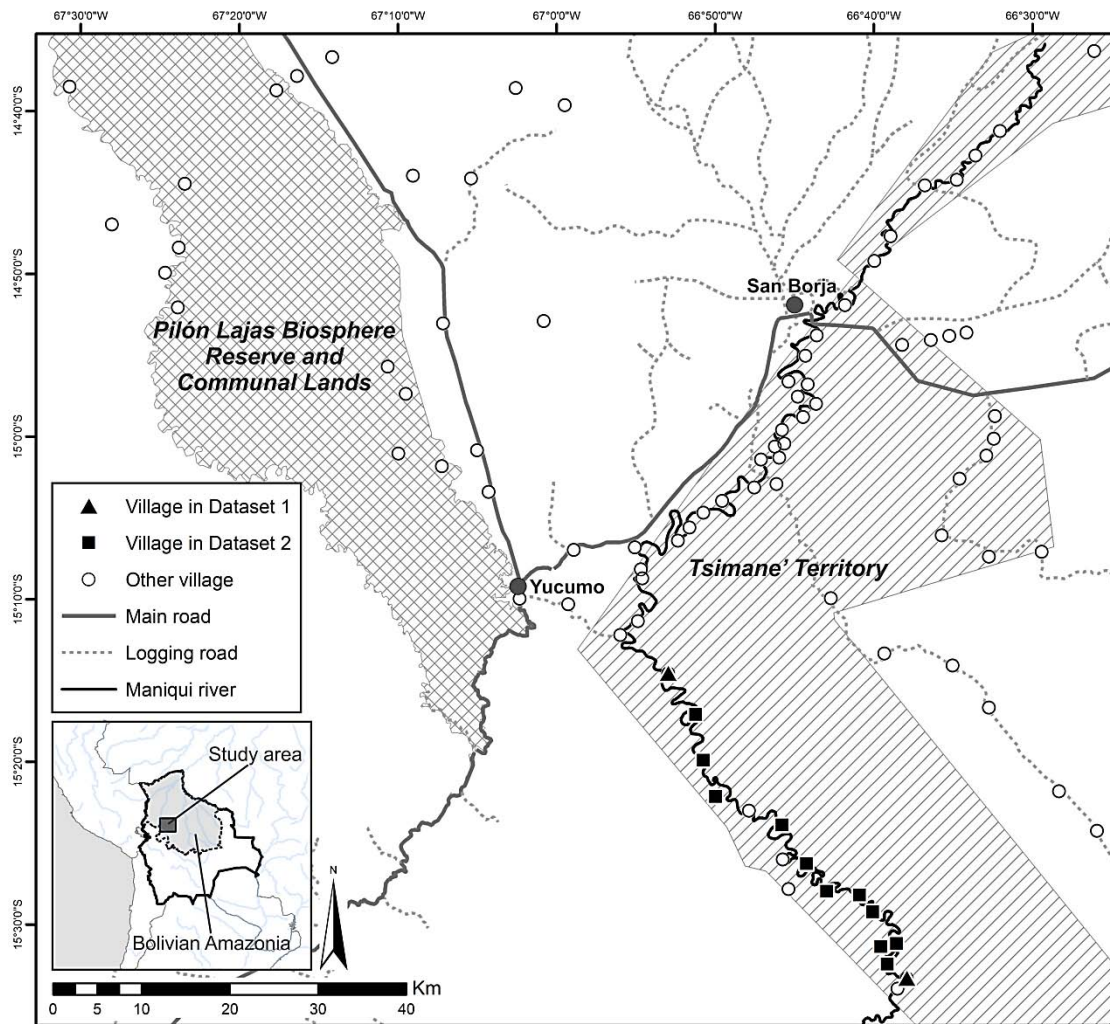 67°30'0"W 67°20'0"W 67°10'0"W 67°0'0"W 66°50'0"W 66°40'0"W 66°30'0"W
14°40'0"S
14°50'0"S
San Borja
Pilón Lajas Biosphere
Reserve and
Communal Lands
15°0'0"S
Village in Dataset 1
Village in Dataset 2
Other village
Main road
Logging road
Maniqui river
Tsimane' Territory
Yucumo
15°10'0"S
15°20'0"S
Study area
Bolivian Amazonia
N
15°30'0"S
Km
0 5 10 20 30 40